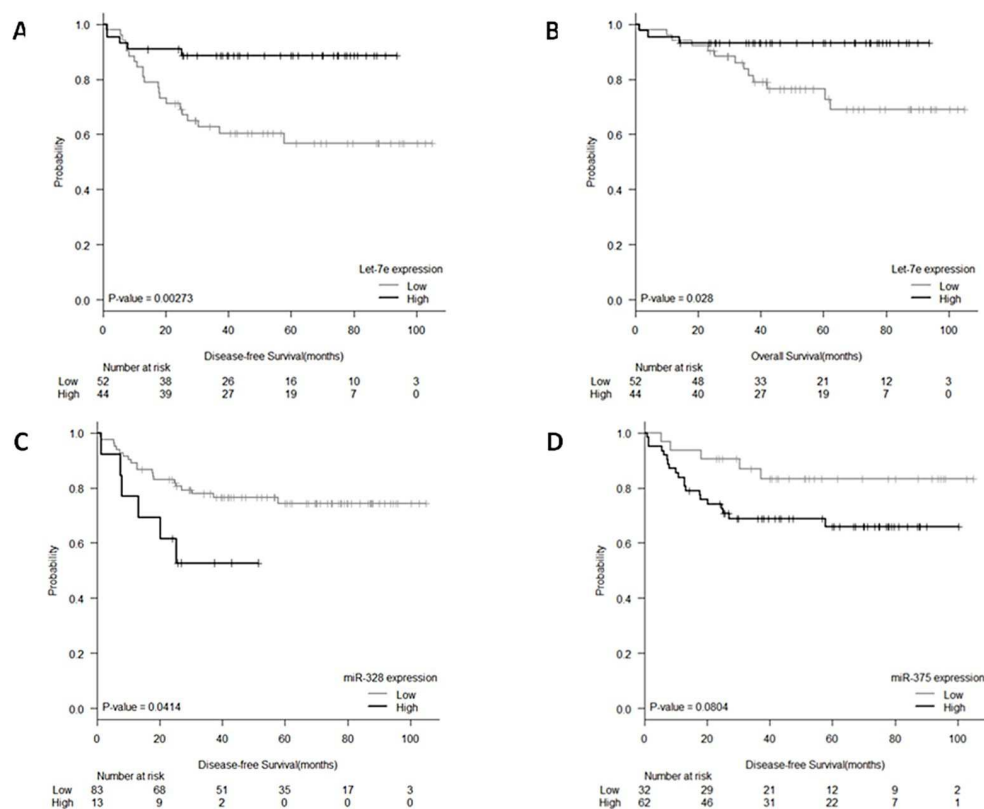 A
1.0
0.8
0.6
0.4
0.2
0.0
Probability
Let-7e expression
Low
High
P-value = 0.00273
0 20 40 60 80 100
Disease-free Survival(months)
Number at risk
Low 52 38 26 16 10 3
High 44 39 27 19 7 0
B
1.0
0.8
0.6
0.4
0.2
0.0
Probability
Let-7e expression
Low
High
P-value = 0.028
0 20 40 60 80 100
Overall Survival(months)
Number at risk
Low 52 48 33 21 12 3
High 44 40 27 19 7 0
C
1.0
0.8
0.6
0.4
0.2
0.0
Probability
miR-328 expression
Low
High
P-value = 0.0414
0 20 40 60 80 100
Disease-free Survival(months)
Number at risk
Low 83 68 51 35 17 3
High 13 9 2 0 0 0
D
1.0
0.8
0.6
0.4
0.2
0.0
Probability
miR-375 expression
Low
High
P-value = 0.0804
0 20 40 60 80 100
Disease-free Survival(months)
Number at risk
Low 32 29 21 12 9 2
High 62 46 31 22 7 1